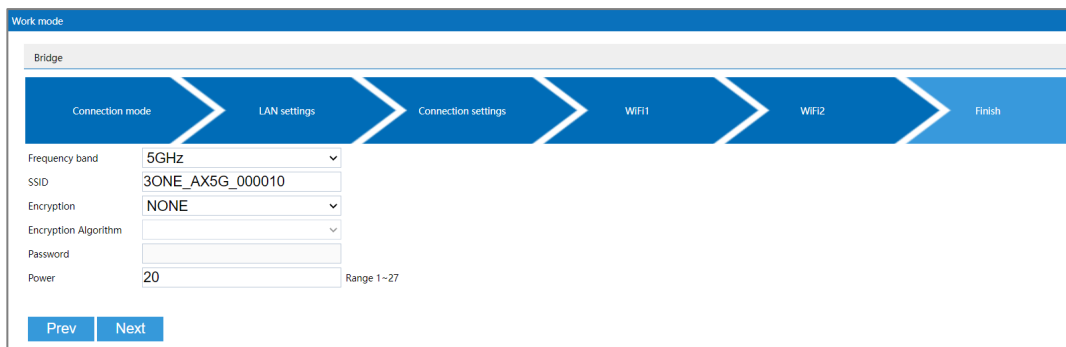 Work mode
Bridge
Connection mode LAN settings Connection settings WiFi1 WiFi2 Finish
Frequency band 5GHz
SSID 3ONE_AX5G_000010
Encryption NONE
Encryption Algorithm
Password
Power 20 Range 1~27
Prev Next